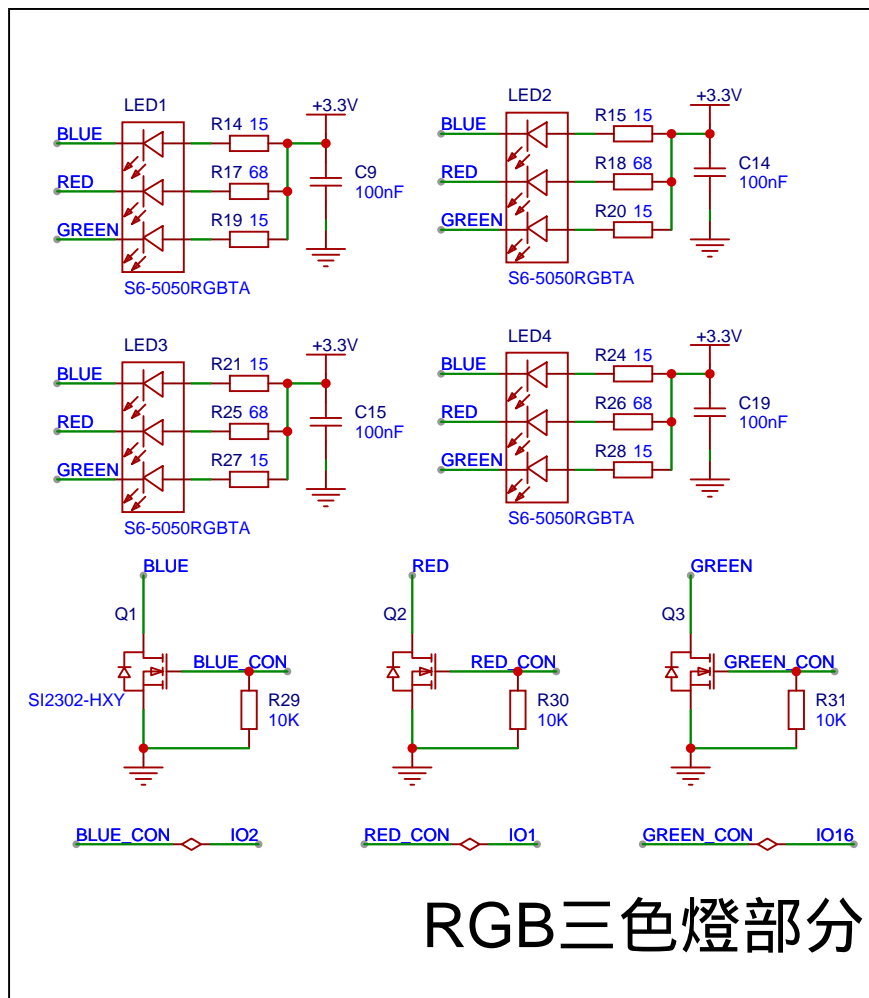 LED1
+3.3V
BLUE
R14 15
RED
R17 68
C9
100nF
GREEN
R19 15
S6-5050RGBTA
LED2
+3.3V
BLUE
R15 15
RED
R18 68
C14
100nF
GREEN
R20 15
S6-5050RGBTA
LED3
+3.3V
BLUE
R21 15
RED
R25 68
C15
100nF
GREEN
R27 15
S6-5050RGBTA
LED4
+3.3V
BLUE
R24 15
RED
R26 68
C19
100nF
GREEN
R28 15
S6-5050RGBTA
BLUE
Q1
BLUE_CON
SI2302-HXY
R29
10K
RED
Q2
RED_CON
R30
10K
GREEN
Q3
GREEN_CON
R31
10K
BLUE_CON IO2
RED_CON IO1
GREEN_CON IO16
RGB三色燈部分